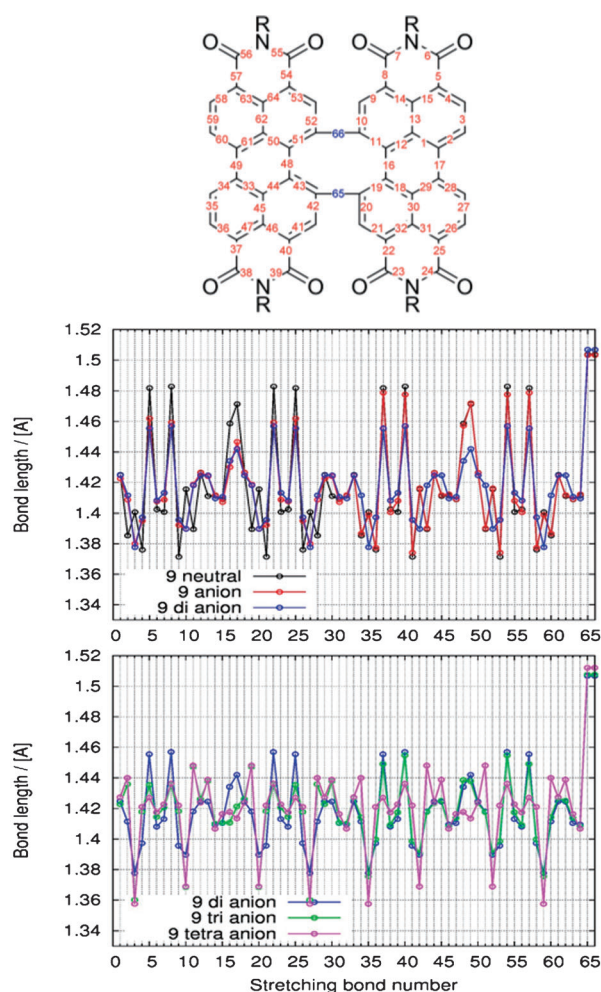 R R
O N O O N O
56 55 7 6
57 54 8 5
58 63 64 53 9 14 15 4
59 62 52 10 13 3
66
60 61 50 51 11 12 1 2
49 48 16 17
34 33 44 43 19 18 29 28
65
35 45 42 20 30 27
36 47 46 41 21 32 31 26
37 40 22 25
38 39 23 24
O N O O N O
R R
Bond length / [A]
1.52
1.5
1.48
1.46
1.44
1.42
1.4
1.38
1.36
1.34
9 neutral
9 anion
9 di anion
0 5 10 15 20 25 30 35 40 45 50 55 60 65
Bond length / [A]
1.52
1.5
1.48
1.46
1.44
1.42
1.4
1.38
1.36
1.34
9 di anion
9 tri anion
9 tetra anion
0 5 10 15 20 25 30 35 40 45 50 55 60 65
Stretching bond number